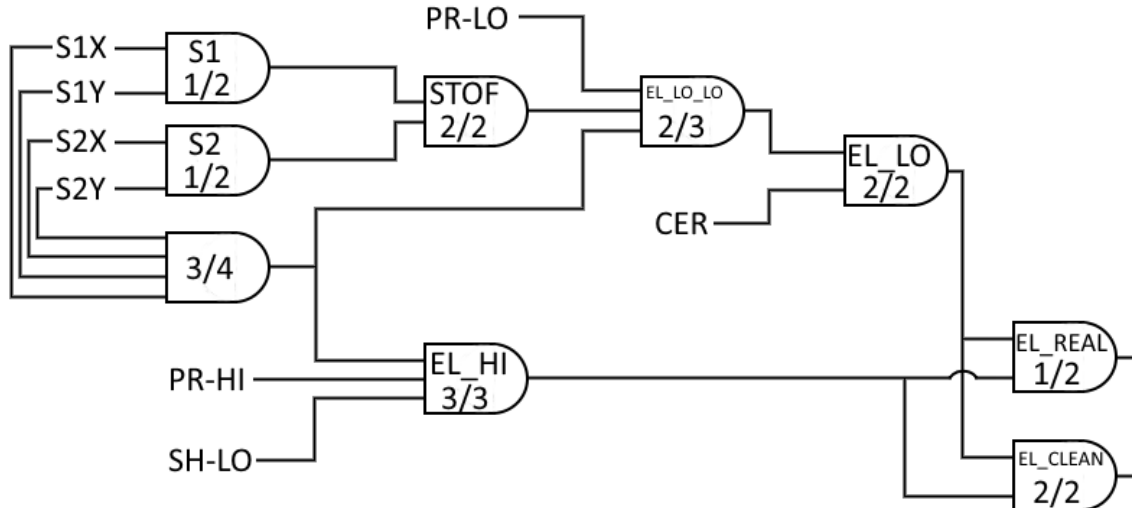 PR-LO
S1X
S1
1/2
S1Y
STOF
2/2
EL_LO_LO
2/3
S2X
S2
1/2
S2Y
EL_LO
2/2
CER
3/4
EL_HI
3/3
PR-HI
EL_REAL
1/2
SH-LO
EL_CLEAN
2/2